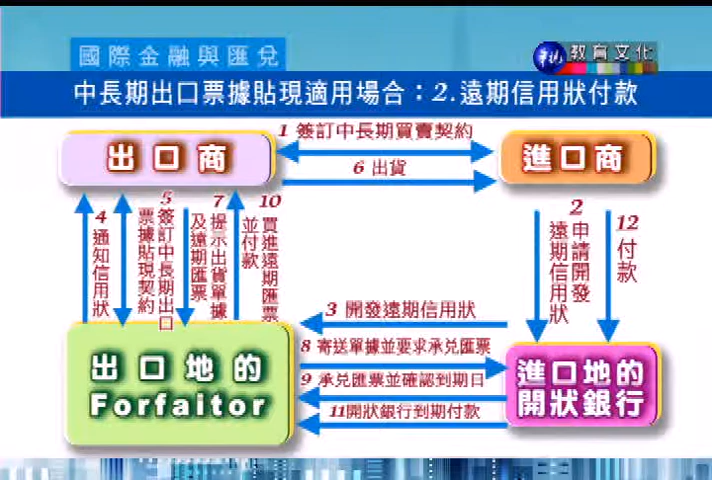 國際金融與匯兌
華視 教育文化
中長期出口票據貼現適用場合：2.遠期信用狀付款
出口商
1 簽訂中長期買賣契約
6 出貨
進口商
4 通知信用狀
5 簽訂中長期出口
票據貼現契約
7 提示出貨單據
及遠期匯票
10 買進遠期匯票
並付款
2 申請開發
遠期信用狀
12 付款
3 開發遠期信用狀
8 寄送單據並要求承兌匯票
9 承兌匯票並確認到期日
11開狀銀行到期付款
出口地的
Forfaitor
進口地的
開狀銀行